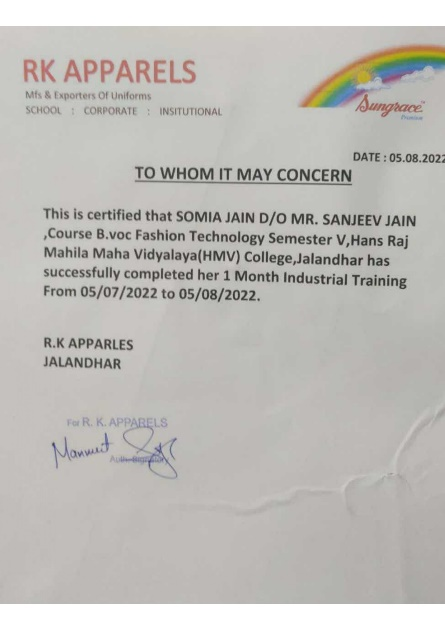 RK APPARELS
Mfs & Exporters Of Uniforms
SCHOOL : CORPORATE : INSITUTIONAL
Sungrace
Premium
DATE : 05.08.2022
TO WHOM IT MAY CONCERN
This is certified that SOMIA JAIN D/O MR. SANJEEV JAIN
,Course B.voc Fashion Technology Semester V,Hans Raj
Mahila Maha Vidyalaya(HMV) College,Jalandhar has
successfully completed her 1 Month Industrial Training
From 05/07/2022 to 05/08/2022.
R.K APPARLES
JALANDHAR
For R. K. APPARELS
Manmeet
Auth. Signatory